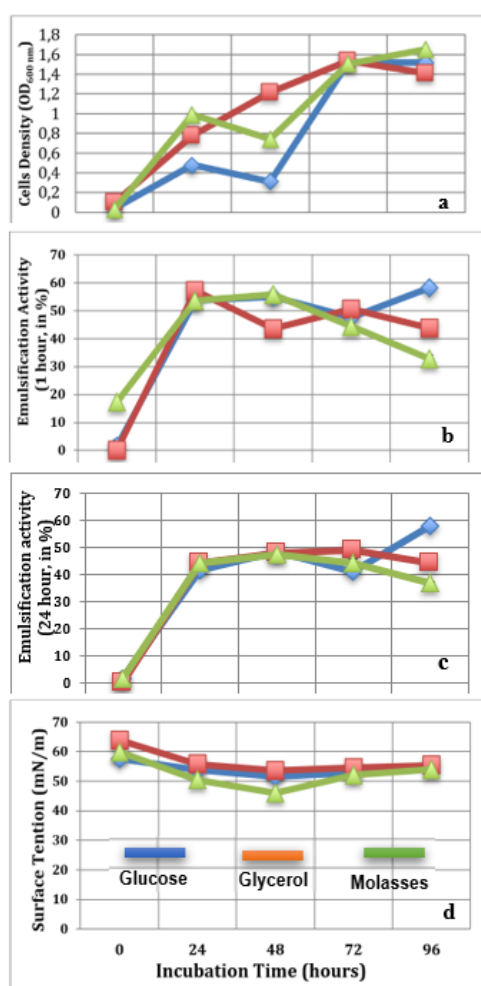 Cells Density (OD600 nm)
1,8
1,6
1,4
1,2
1
0,8
0,6
0,4
0,2
0
a
Emulsification Activity
(1 hour, in %)
70
60
50
40
30
20
10
0
b
Emulsification activity
(24 hour, in %)
70
60
50
40
30
20
10
0
c
Surface Tention (mN/m)
70
60
50
40
30
20
10
0
Glucose Glycerol Molasses
d
0 24 48 72 96
Incubation Time (hours)